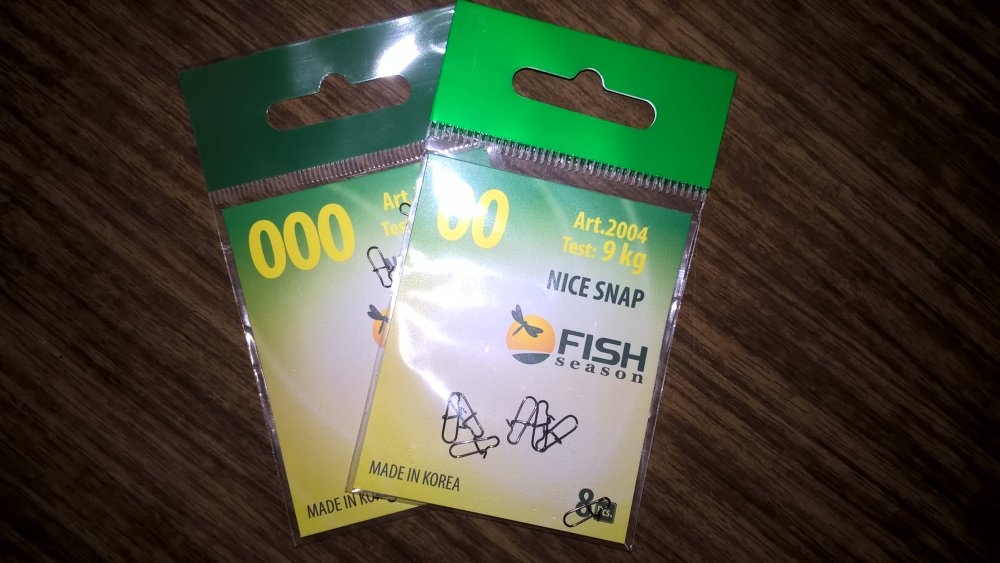 000
Art.
MADE IN
00
Art.2004
Test: 9 kg
NICE SNAP
FISH
season
MADE IN KOREA
8 Pcs.